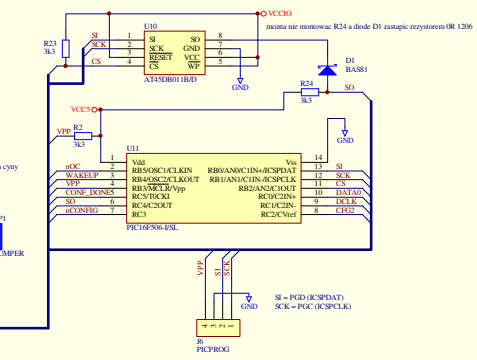 VCCIO
U10
mozna nie montowac R24 a diode D1 zastapic rezystorem 0R 1206
R23
3k3
SI
SCK
CS
1 SI SO 8
2 SCK GND 7
3 RESET VCC 6
4 CS WP 5
AT45DB011B/D
GND
D1
BAS81
VCC5
R24
3k3
SO
VPP
R2
3k3
GND
U11
a cyny
1 Vdd Vss 14
nOC 2 RB5/OSC1/CLKIN RB0/AN0/C1IN+/ICSPDAT 13 SI
WAKEUP 3 RB4/OSC2/CLKOUT RB1/AN1/C1IN-/ICSPCLK 12 SCK
VPP 4 RB3/MCLR/Vpp RB2/AN2/C1OUT 11 CS
CONF_DONE 5 RC5/T0CKI RC0/C2IN+ 10 DATA0
SO 6 RC4/C2OUT RC1/C2IN- 9 DCLK
nCONFIG 7 RC3 RC2/CVref 8 CFG2
PIC16F506-I/SL
P1
UMPER
VPP
SI
SCK
GND
SI = PGD (ICSPDAT)
SCK = PGC (ICSPCLK)
4 3 2 1
J6
PICPROG